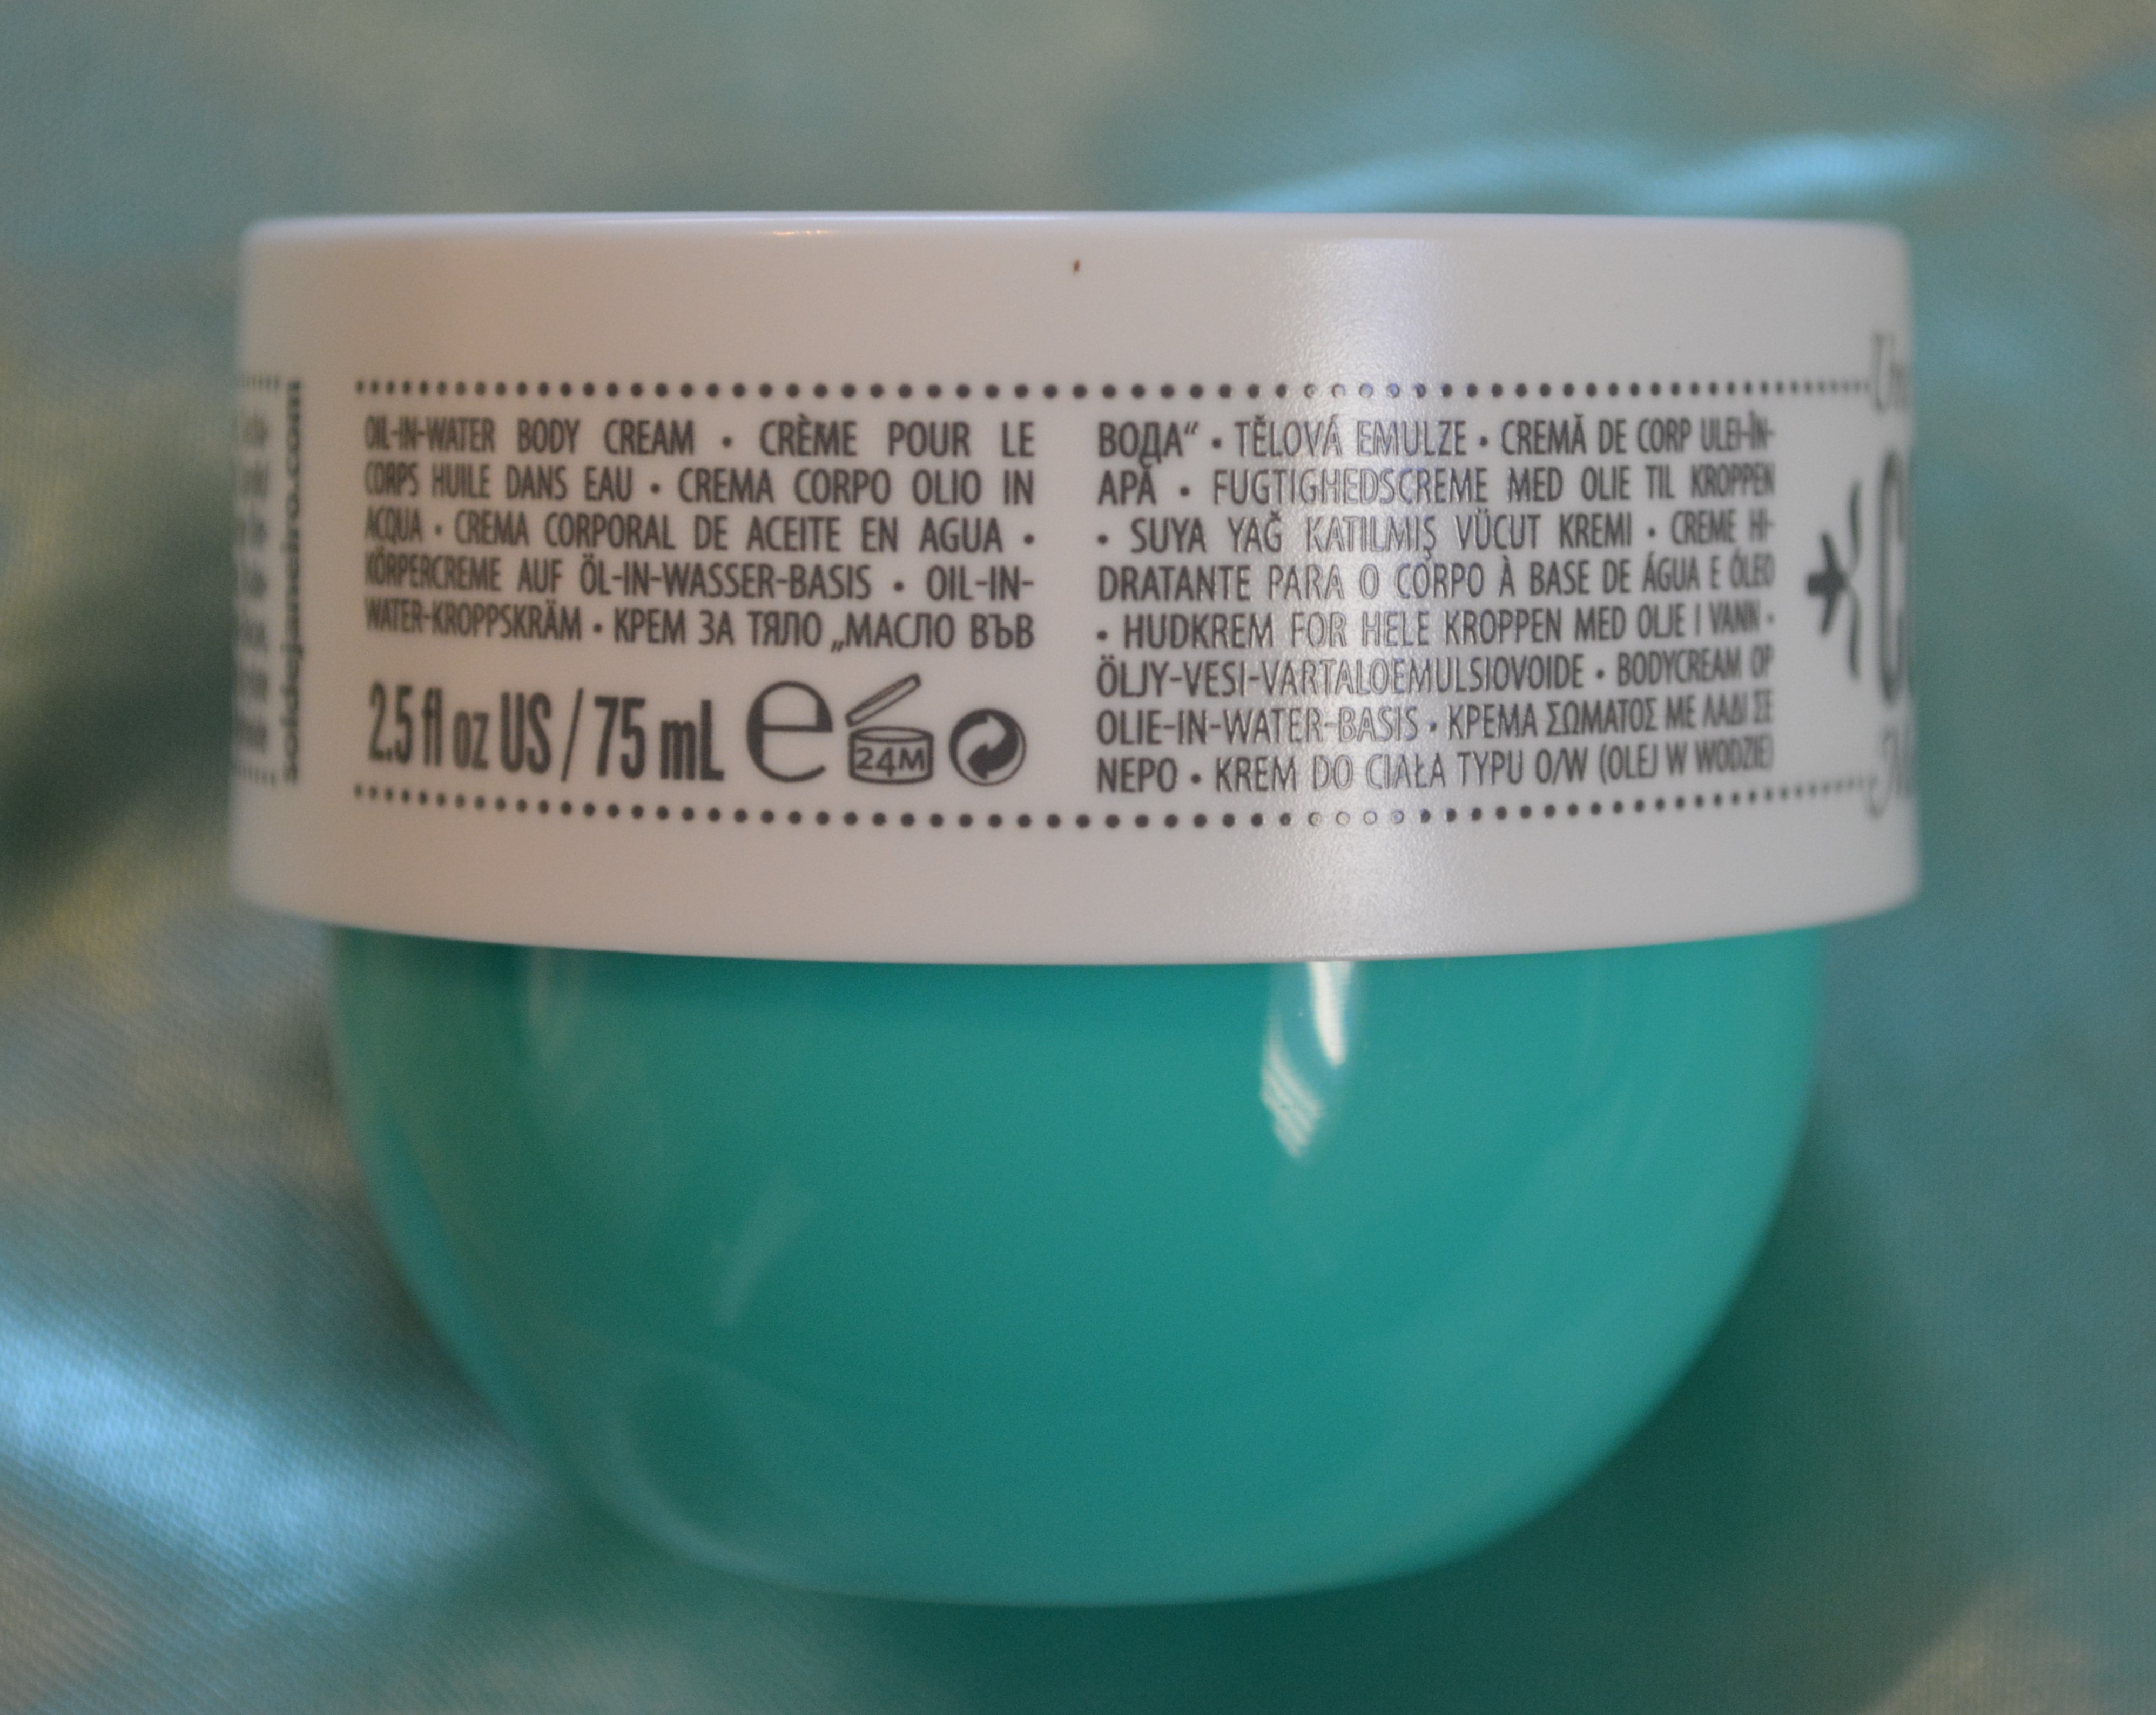 soldejaneiro.com
OIL-IN-WATER BODY CREAM • CRÈME POUR LE
CORPS HUILE DANS EAU • CREMA CORPO OLIO IN
ACQUA • CREMA CORPORAL DE ACEITE EN AGUA •
KÖRPERCREME AUF ÖL-IN-WASSER-BASIS • OIL-IN-
WATER-KROPPSKRÄM • КРЕМ ЗА ТЯЛО „МАСЛО ВЪВ
2.5 fl oz US / 75 mL ℮ 24M
ВОДА“ • TĚLOVÁ EMULZE • CREMĂ DE CORP ULEI-ÎN-
APĂ • FUGTIGHEDSCREME MED OLIE TIL KROPPEN
• SUYA YAĞ KATILMIŞ VÜCUT KREMI • CREME HI-
DRATANTE PARA O CORPO À BASE DE ÁGUA E ÓLEO
• HUDKREM FOR HELE KROPPEN MED OLJE I VANN •
ÖLJY-VESI-VARTALOEMULSIOVOIDE • BODYCREAM OP
OLIE-IN-WATER-BASIS • ΚΡΕΜΑ ΣΩΜΑΤΟΣ ΜΕ ΛΑΔΙ ΣΕ
ΝΕΡΟ • KREM DO CIAŁA TYPU O/W (OLEJ W WODZIE)